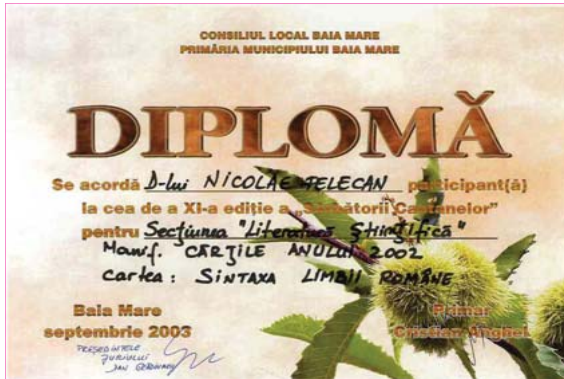 CONSILIUL LOCAL BAIA MARE
PRIMĂRIA MUNICIPIULUI BAIA MARE
DIPLOMĂ
Se acordă D-lui NICOLAE FELECAN participant(ă)
la cea de a XI-a ediţie a „Sărbătorii Castanelor”
pentru Secţiunea "Literatură Ştiinţifică"
Manif. CĂRŢILE ANULUI 2002
Cartea: SINTAXA LIMBII ROMÂNE
Baia Mare
septembrie 2003
Primar
Cristian Anghel
PREŞEDINTELE
JURIULUI